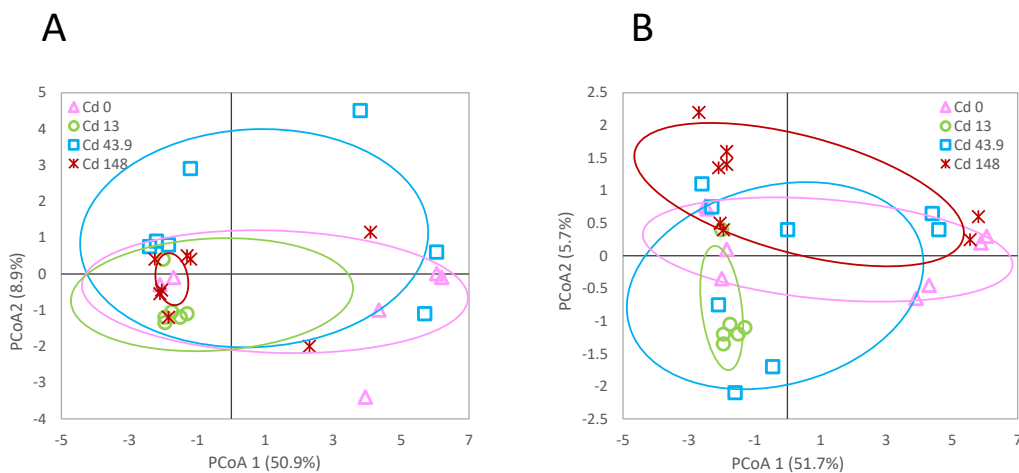 A
B
5
4
3
2
1
0
-1
-2
-3
-4
-5 -3 -1 1 3 5 7
PCoA2 (8.9%)
PCoA 1 (50.9%)
Cd 0
Cd 13
Cd 43.9
Cd 148
2.5
2
1.5
1
0.5
0
-0.5
-1
-1.5
-2
-2.5
-5 -3 -1 1 3 5 7
PCoA2 (5.7%)
PCoA 1 (51.7%)
Cd 0
Cd 13
Cd 43.9
Cd 148